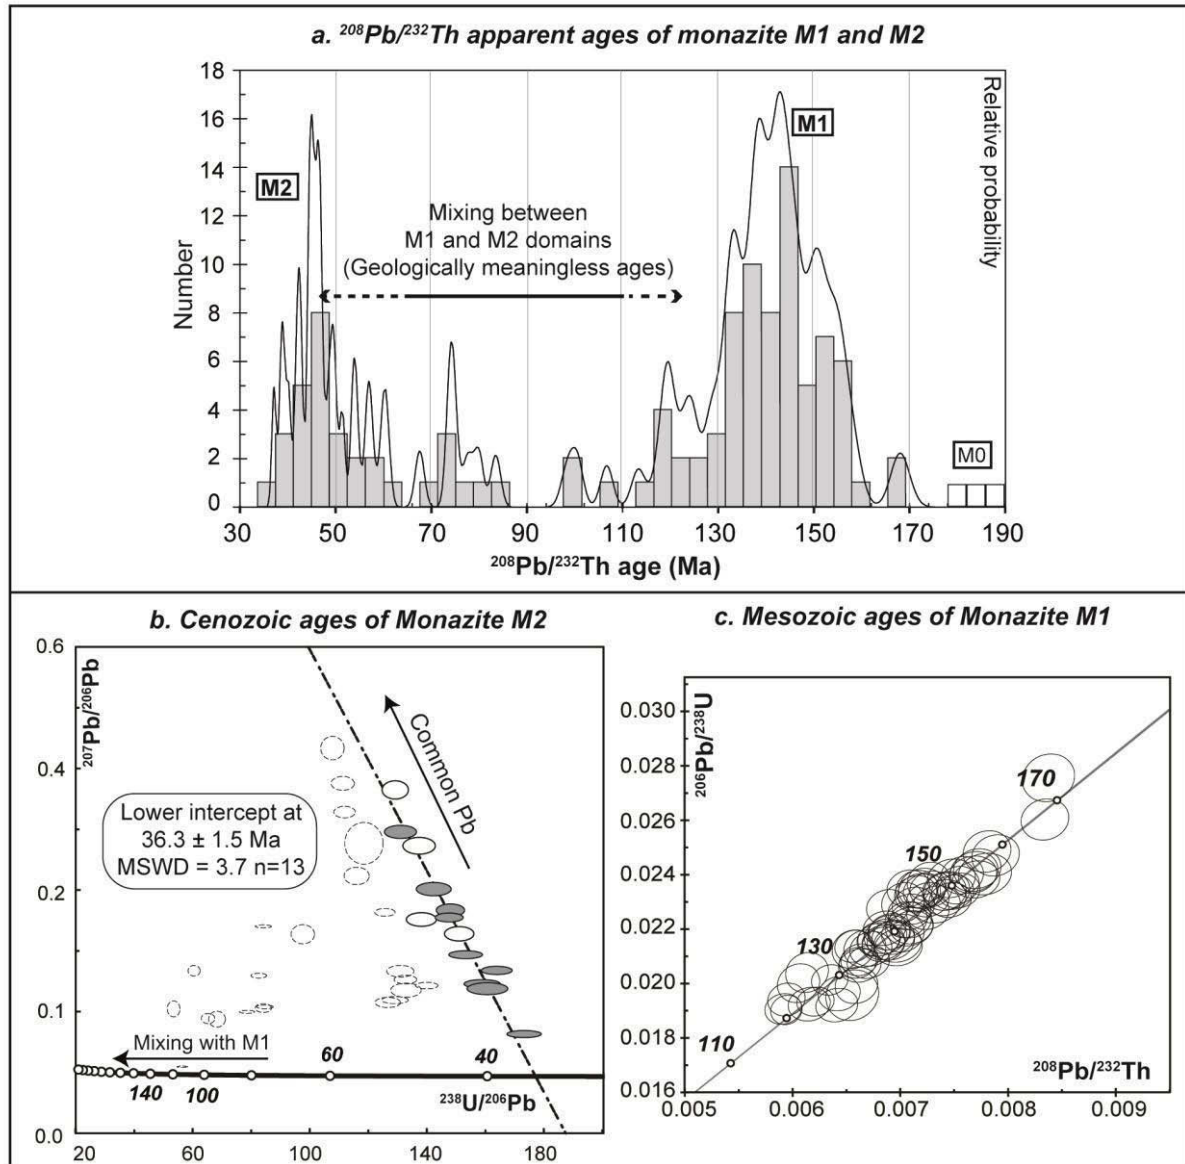 a. ²⁰⁸Pb/²³²Th apparent ages of monazite M1 and M2
18
16
14
12
10
8
6
4
2
0
Number
M2
Mixing between
M1 and M2 domains
(Geologically meaningless ages)
M1
Relative probability
M0
30 50 70 90 110 130 150 170 190
²⁰⁸Pb/²³²Th age (Ma)
b. Cenozoic ages of Monazite M2
0.6
0.4
0.2
0.1
0.0
²⁰⁷Pb/²⁰⁶Pb
Common Pb
Lower intercept at
36.3 ± 1.5 Ma
MSWD = 3.7 n=13
Mixing with M1
140 100 60 40
²³⁸U/²⁰⁶Pb
20 60 100 140 180
c. Mesozoic ages of Monazite M1
0.030
0.028
0.026
0.024
0.022
0.020
0.018
0.016
²⁰⁶Pb/²³⁸U
170
150
130
110
²⁰⁸Pb/²³²Th
0.005 0.006 0.007 0.008 0.009